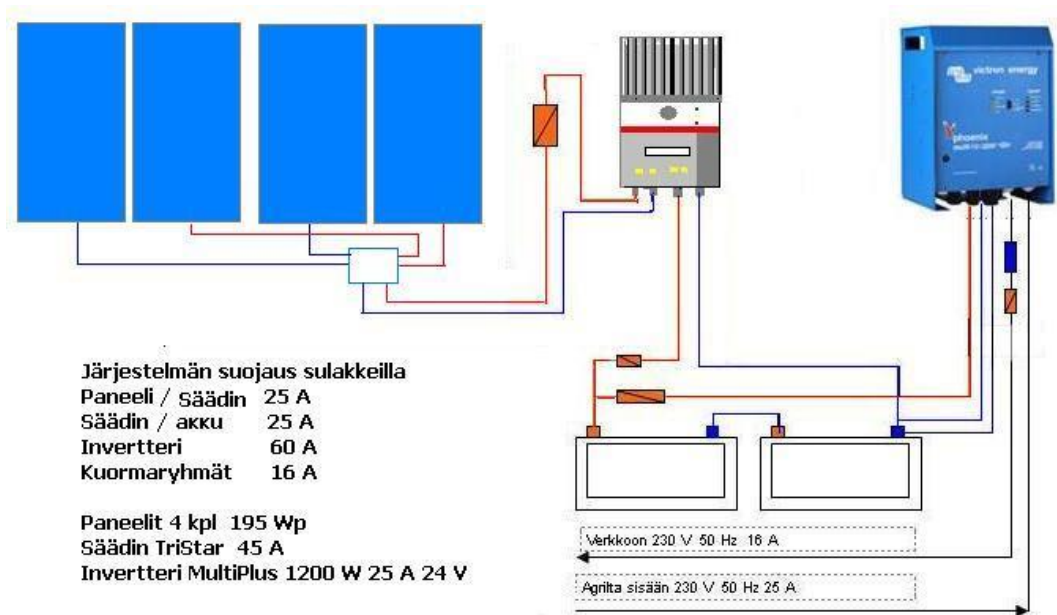 victron energy
phoenix
Järjestelmän suojaus sulakkeilla
Paneeli / Säädin 25 A
Säädin / акku 25 A
Invertteri 60 A
Kuormaryhmät 16 A
Paneelit 4 kpl 195 Wp
Säädin TriStar 45 A
Invertteri MultiPlus 1200 W 25 A 24 V
Verkkoon 230 V 50 Hz 16 A
Agrilta sisään 230 V 50 Hz 25 A